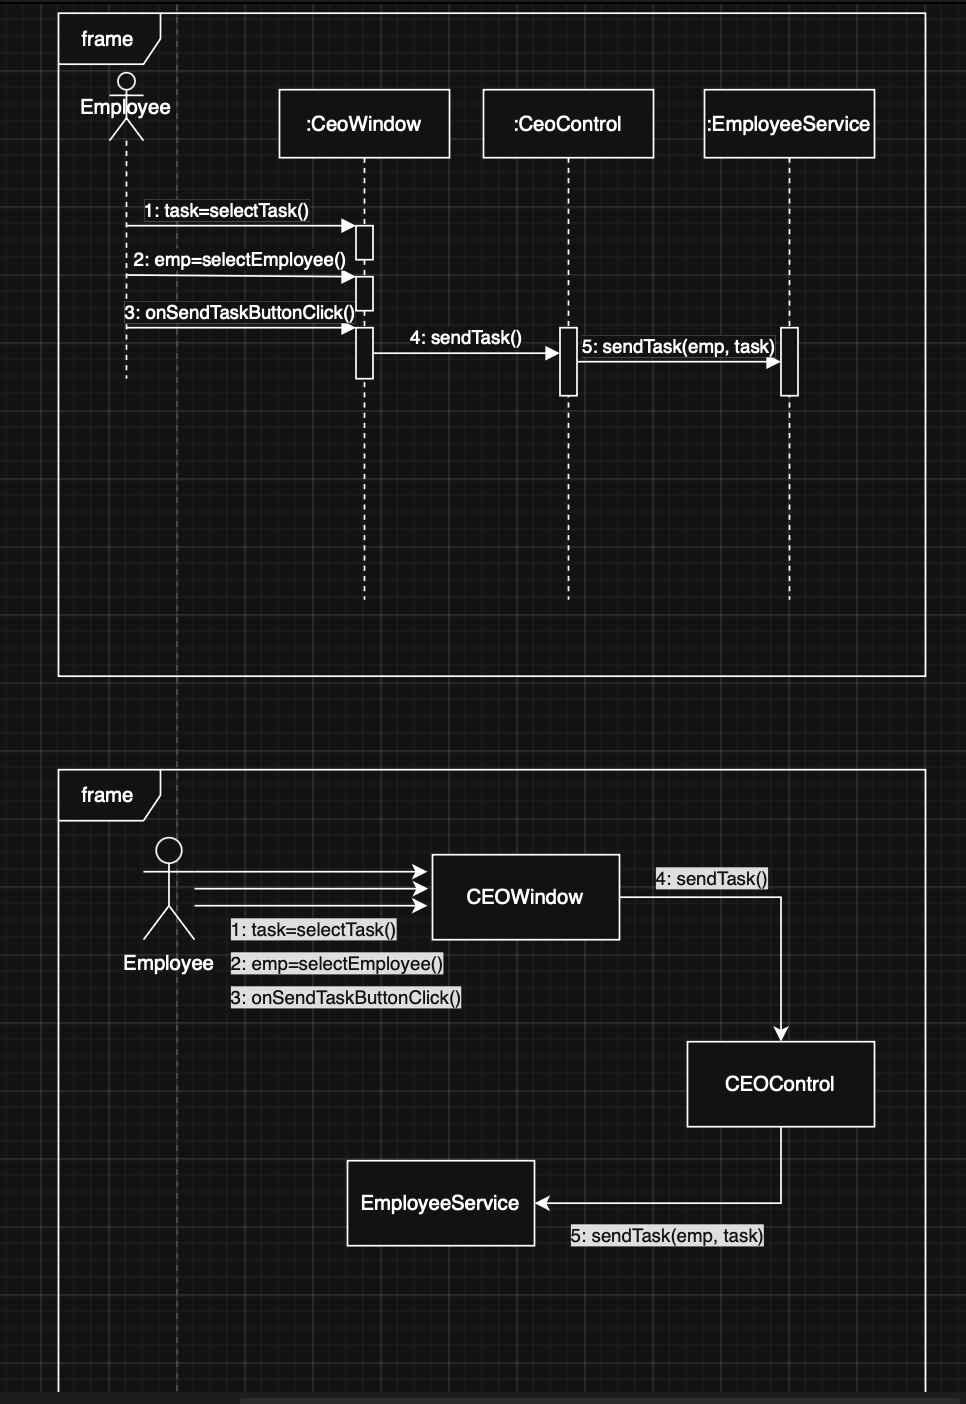 frame
Employee
:CeoWindow
:CeoControl
:EmployeeService
1: task=selectTask()
2: emp=selectEmployee()
3: onSendTaskButtonClick()
4: sendTask()
5: sendTask(emp, task)
frame
CEOWindow
4: sendTask()
1: task=selectTask()
Employee
2: emp=selectEmployee()
3: onSendTaskButtonClick()
CEOControl
EmployeeService
5: sendTask(emp, task)